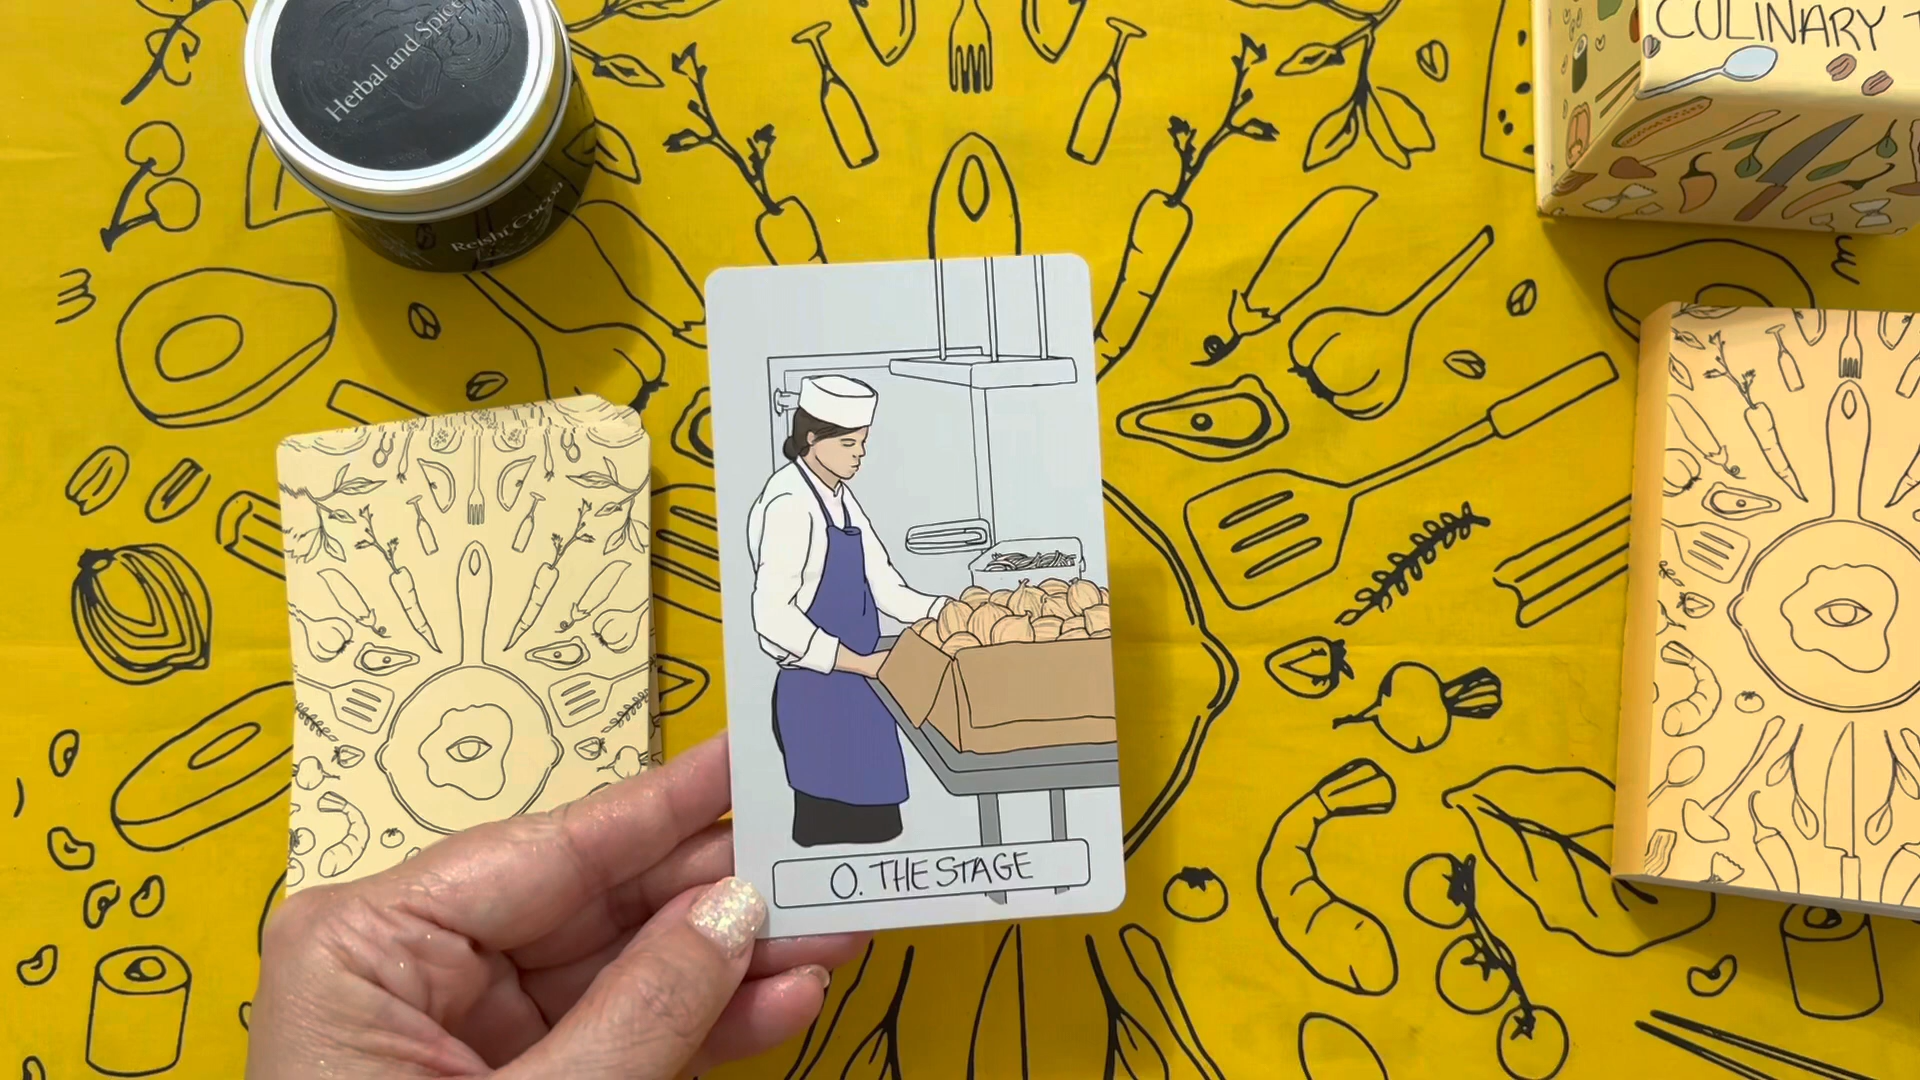 Herbal and Spice
Reishi Cocoa
CULINARY
0. THE STAGE